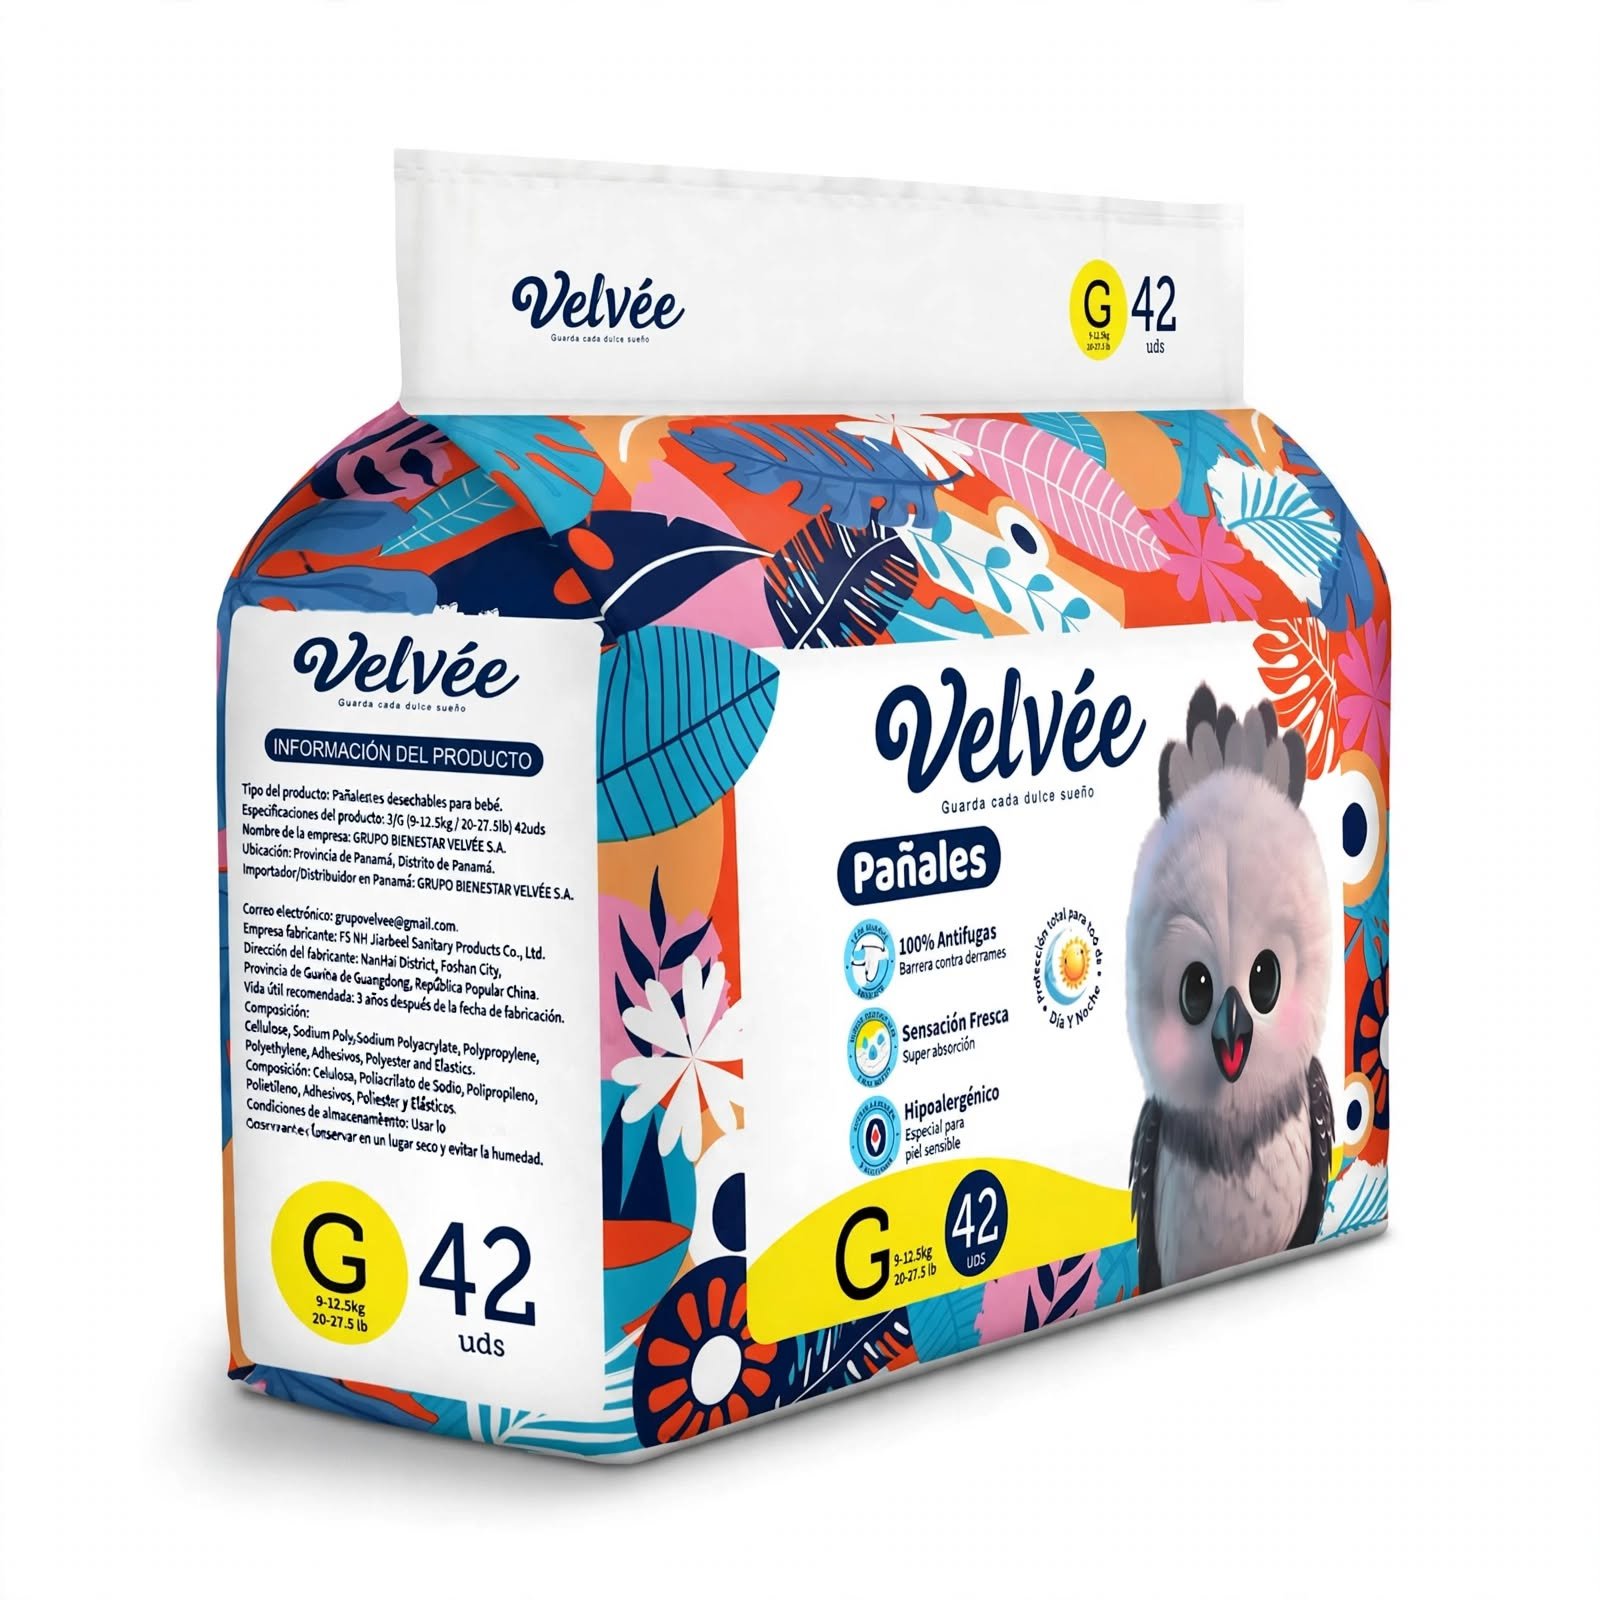 Velvée
Guarda cada dulce sueño
G
9-12.5kg
20-27.5 lb
42
uds
Velvée
Guarda cada dulce sueño
INFORMACIÓN DEL PRODUCTO
Tipo del producto: Pañalestes desechables para bebé.
Especificaciones del producto: 3/G (9-12.5kg / 20-27.5lb) 42uds
Nombre de la empresa: GRUPO BIENESTAR VELVÉE S.A.
Ubicación: Provincia de Panamá, Distrito de Panamá.
Importador/Distribuidor en Panamá: GRUPO BIENESTAR VELVÉE S.A.
Correo electrónico: grupovelvee@gmail.com.
Empresa fabricante: FS NH Jiarbeel Sanitary Products Co., Ltd.
Dirección del fabricante: NanHai District, Foshan City,
Provincia de de Guangdong, República Popular China.
Vida útil recomendada: 3 años después de la fecha de fabricación.
Composición:
Cellulose, Sodium Poly, Sodium Polyacrylate, Polypropylene,
Polyethylene, Adhesivos, Polyester and Elastics.
Composición: Celulosa, Poliacrilato de Sodio, Polipropileno,
Polietileno, Adhesivos, Poliester y Elásticos.
Condiciones de almacenamiento: Usar lo
en un lugar seco y evitar la humedad.
G
9-12.5kg
20-27.5 lb
42
uds
Velvée
Guarda cada dulce sueño
Pañales
100% Antifugas
Barrera contra derrames
Sensación Fresca
Super absorción
Hipoalergénico
Especial para
piel sensible
Protección total para
Día Y Noche
G
9-12.5kg
20-27.5 lb
42
UDS